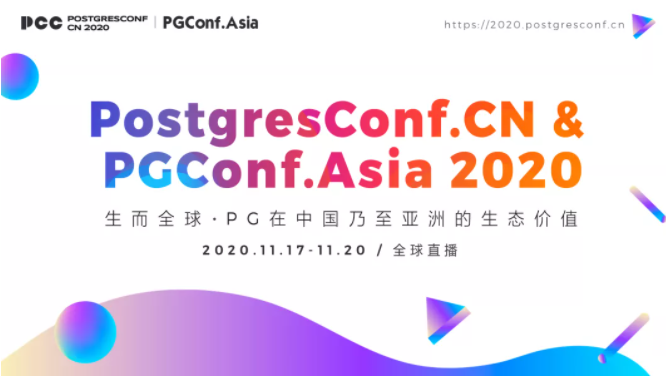 PCC POSTGRESCONF CN 2020 | PGConf.Asia
https://2020.postgresconf.cn
PostgresConf.CN &
PGConf.Asia 2020
生而全球·PG在中国乃至亚洲的生态价值
2020.11.17-11.20 / 全球直播